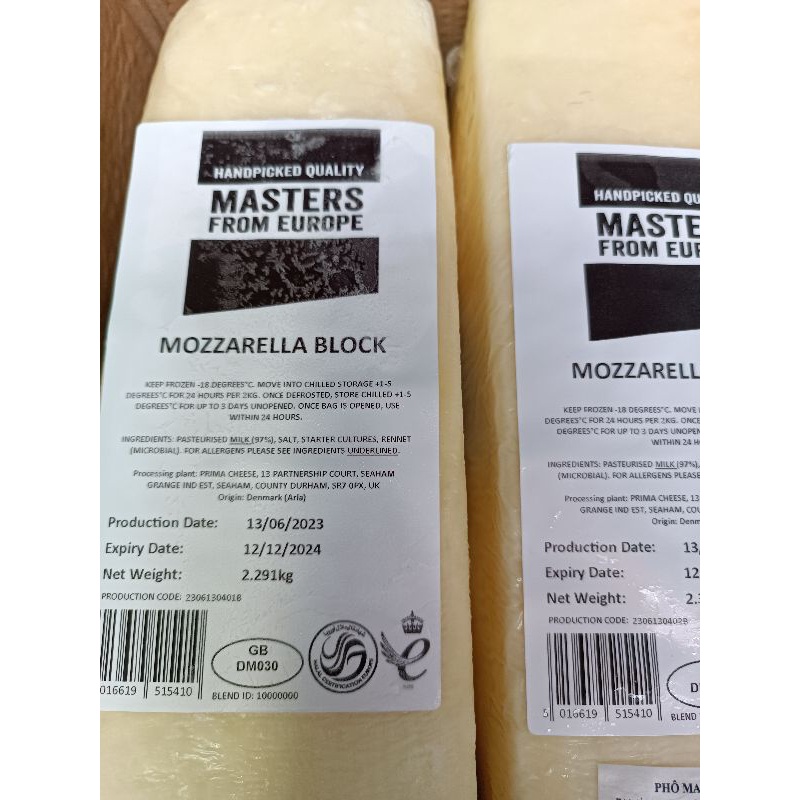 HANDPICKED QUALITY
MASTERS
FROM EUROPE
MOZZARELLA BLOCK
KEEP FROZEN -18 DEGREES°C. MOVE INTO CHILLED STORAGE +1-5
DEGREES°C FOR 24 HOURS PER 2KG. ONCE DEFROSTED, STORE CHILLED +1-5
DEGREES°C FOR UP TO 3 DAYS UNOPENED. ONCE BAG IS OPENED, USE
WITHIN 24 HOURS.
INGREDIENTS: PASTEURISED MILK (97%), SALT, STARTER CULTURES, RENNET
(MICROBIAL). FOR ALLERGENS PLEASE SEE INGREDIENTS UNDERLINED.
Processing plant: PRIMA CHEESE, 13 PARTNERSHIP COURT, SEAHAM
GRANGE IND EST, SEAHAM, COUNTY DURHAM, SR7 0PX, UK
Origin: Denmark (Arla)
Production Date: 13/06/2023
Expiry Date: 12/12/2024
Net Weight: 2.291kg
PRODUCTION CODE: 23061304018
016619 515410
GB
DM030
BLEND ID: 10000000
HALAL CERTIFICATION EUROPE
e
HANDPICKED QU
MASTE
FROM EUR
MOZZARELL
KEEP FROZEN -18 DEGREES°C. MOVE
DEGREES°C FOR 24 HOURS PER 2KG. ONCE
DEGREES°C FOR UP TO 3 DAYS UNOPENED.
WITHIN 24 H
INGREDIENTS: PASTEURISED MILK (97%),
(MICROBIAL). FOR ALLERGENS PLEASE
Processing plant: PRIMA CHEESE, 13
GRANGE IND EST, SEAHAM, COU
Origin: Denm
Production Date: 13/
Expiry Date: 12
Net Weight: 2.
PRODUCTION CODE: 23061304028
5 016619 515410
D
BLEND
PHÔ MA